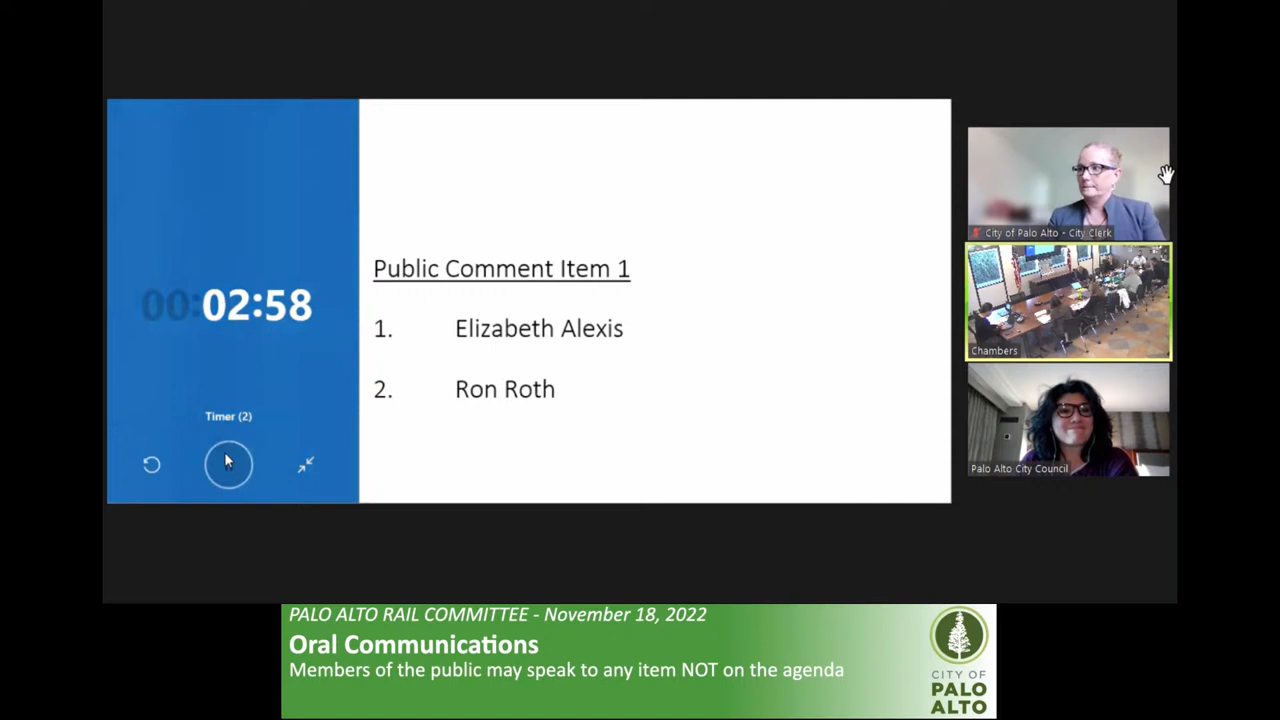 00:02:58
Timer (2)
Public Comment Item 1
1. Elizabeth Alexis
2. Ron Roth
City of Palo Alto - City Clerk
Chambers
Palo Alto City Council
PALO ALTO RAIL COMMITTEE - November 18, 2022
Oral Communications
Members of the public may speak to any item NOT on the agenda
CITY OF
PALO
ALTO